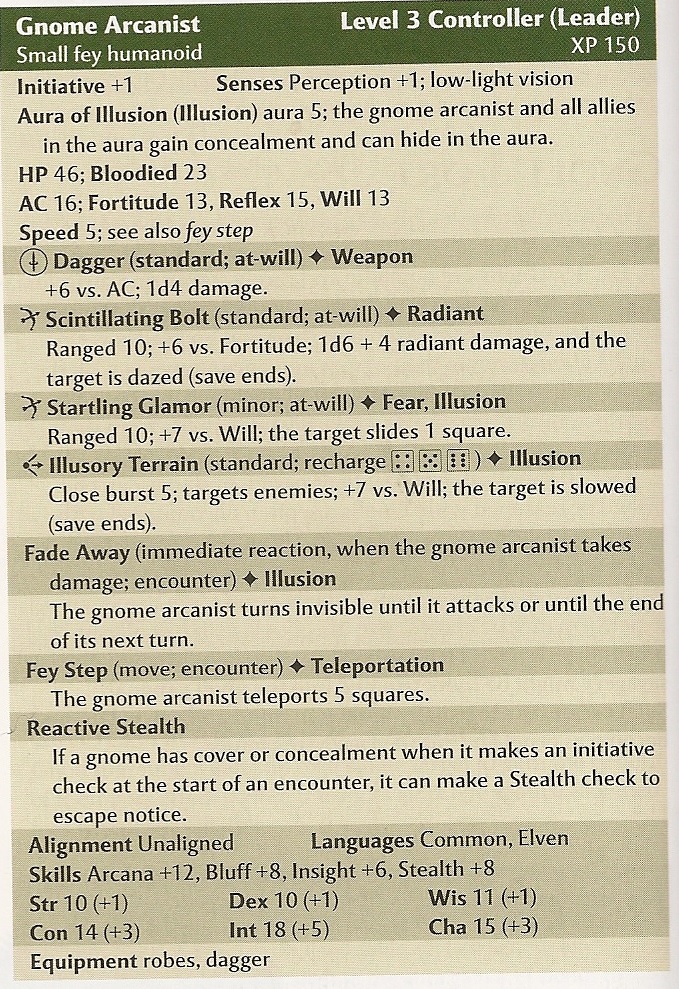 Gnome Arcanist Level 3 Controller (Leader)
Small fey humanoid XP 150
Initiative +1 Senses Perception +1; low-light vision
Aura of Illusion (Illusion) aura 5; the gnome arcanist and all allies
in the aura gain concealment and can hide in the aura.
HP 46; Bloodied 23
AC 16; Fortitude 13, Reflex 15, Will 13
Speed 5; see also fey step
Dagger (standard; at-will) ✦ Weapon
+6 vs. AC; 1d4 damage.
Scintillating Bolt (standard; at-will) ✦ Radiant
Ranged 10; +6 vs. Fortitude; 1d6 + 4 radiant damage, and the
target is dazed (save ends).
Startling Glamor (minor; at-will) ✦ Fear, Illusion
Ranged 10; +7 vs. Will; the target slides 1 square.
Illusory Terrain (standard; recharge ⚃ ⚄ ⚅ ) ✦ Illusion
Close burst 5; targets enemies; +7 vs. Will; the target is slowed
(save ends).
Fade Away (immediate reaction, when the gnome arcanist takes
damage; encounter) ✦ Illusion
The gnome arcanist turns invisible until it attacks or until the end
of its next turn.
Fey Step (move; encounter) ✦ Teleportation
The gnome arcanist teleports 5 squares.
Reactive Stealth
If a gnome has cover or concealment when it makes an initiative
check at the start of an encounter, it can make a Stealth check to
escape notice.
Alignment Unaligned Languages Common, Elven
Skills Arcana +12, Bluff +8, Insight +6, Stealth +8
Str 10 (+1) Dex 10 (+1) Wis 11 (+1)
Con 14 (+3) Int 18 (+5) Cha 15 (+3)
Equipment robes, dagger